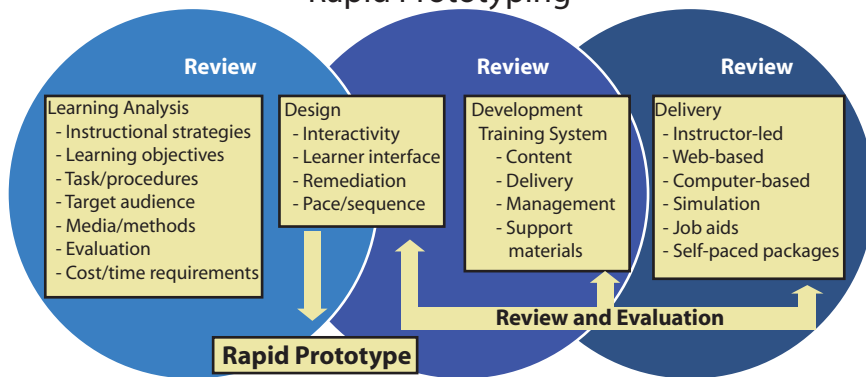 Rapid Prototyping
Review
Review
Review
Learning Analysis
- Instructional strategies
- Learning objectives
- Task/procedures
- Target audience
- Media/methods
- Evaluation
- Cost/time requirements
Design
- Interactivity
- Learner interface
- Remediation
- Pace/sequence
Development
Training System
- Content
- Delivery
- Management
- Support
materials
Delivery
- Instructor-led
- Web-based
- Computer-based
- Simulation
- Job aids
- Self-paced packages
Review and Evaluation
Rapid Prototype